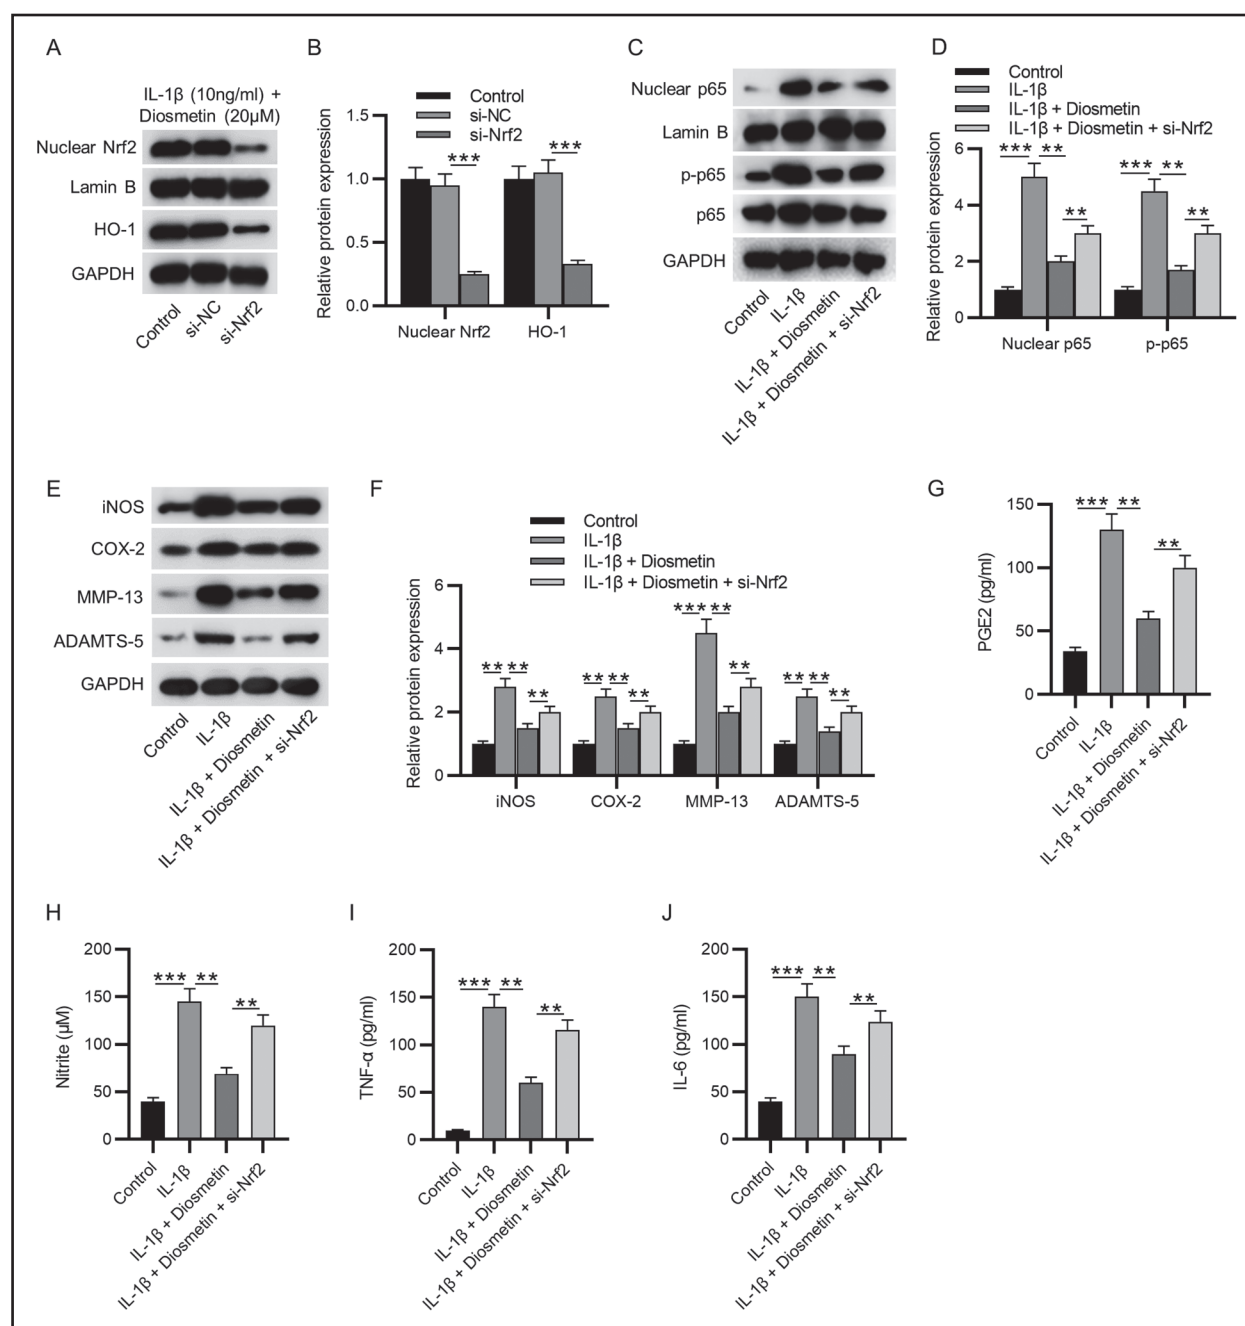 A
IL-1β (10ng/ml) +
Diosmetin (20μM)
Nuclear Nrf2
Lamin B
HO-1
GAPDH
Control
si-NC
si-Nrf2
B
Control
si-NC
si-Nrf2
Relative protein expression
1.5
1.0
0.5
0.0
***
***
Nuclear Nrf2
HO-1
C
Nuclear p65
Lamin B
p-p65
p65
GAPDH
Control
IL-1β
IL-1β + Diosmetin
IL-1β + Diosmetin + si-Nrf2
D
Control
IL-1β
IL-1β + Diosmetin
IL-1β + Diosmetin + si-Nrf2
Relative protein expression
6
4
2
0
*** **
**
*** **
**
Nuclear p65
p-p65
E
iNOS
COX-2
MMP-13
ADAMTS-5
GAPDH
Control
IL-1β
IL-1β + Diosmetin
IL-1β + Diosmetin + si-Nrf2
F
Control
IL-1β
IL-1β + Diosmetin
IL-1β + Diosmetin + si-Nrf2
Relative protein expression
6
4
2
0
** **
**
** **
**
*** **
**
** **
**
iNOS
COX-2
MMP-13
ADAMTS-5
G
PGE2 (pg/ml)
150
100
50
0
*** **
**
Control
IL-1β
IL-1β + Diosmetin
IL-1β + Diosmetin + si-Nrf2
H
Nitrite (μM)
200
150
100
50
0
*** **
**
Control
IL-1β
IL-1β + Diosmetin
IL-1β + Diosmetin + si-Nrf2
I
TNF-α (pg/ml)
200
150
100
50
0
*** **
**
Control
IL-1β
IL-1β + Diosmetin
IL-1β + Diosmetin + si-Nrf2
J
IL-6 (pg/ml)
200
150
100
50
0
*** **
**
Control
IL-1β
IL-1β + Diosmetin
IL-1β + Diosmetin + si-Nrf2